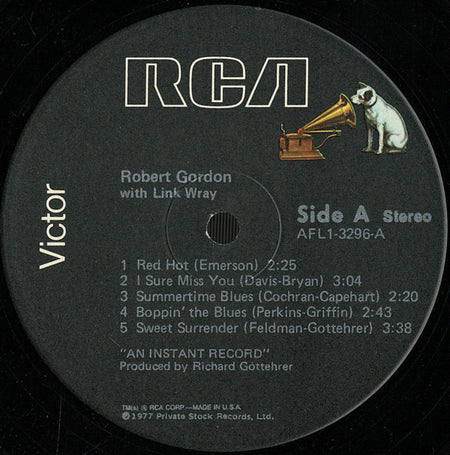 RCA
Victor
Robert Gordon
with Link Wray
Side A Stereo
AFL1-3296-A
1 Red Hot (Emerson) 2:25
2 I Sure Miss You (Davis-Bryan) 3:04
3 Summertime Blues (Cochran-Capehart) 2:20
4 Boppin' the Blues (Perkins-Griffin) 2:43
5 Sweet Surrender (Feldman-Gottehrer) 3:38
"AN INSTANT RECORD"
Produced by Richard Gottehrer
TM(s) ® RCA CORP.—MADE IN U.S.A.
Ⓟ1977 Private Stock Records, Ltd.